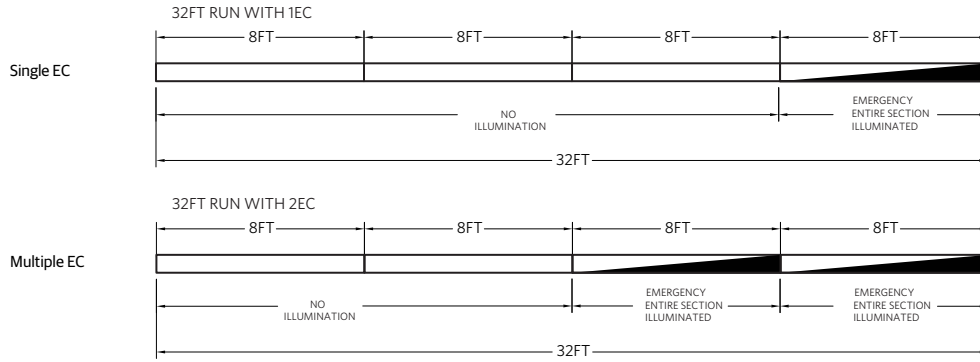 32FT RUN WITH 1EC
8FT 8FT 8FT 8FT
Single EC
NO
ILLUMINATION
EMERGENCY
ENTIRE SECTION
ILLUMINATED
32FT
32FT RUN WITH 2EC
8FT 8FT 8FT 8FT
Multiple EC
NO
ILLUMINATION
EMERGENCY
ENTIRE SECTION
ILLUMINATED
EMERGENCY
ENTIRE SECTION
ILLUMINATED
32FT